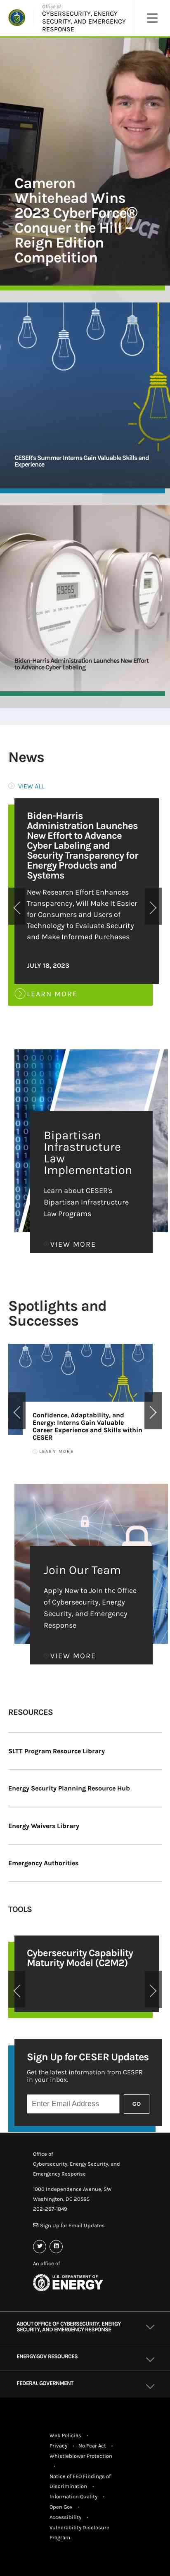 Office of
CYBERSECURITY, ENERGY
SECURITY, AND EMERGENCY
RESPONSE
Cameron
Whitehead Wins
2023 CyberForce®
Conquer the Hill –
Reign Edition
Competition
UCF
CESER's Summer Interns Gain Valuable Skills and
Experience
Biden-Harris Administration Launches New Effort
to Advance Cyber Labeling
News
VIEW ALL
Biden-Harris
Administration Launches
New Effort to Advance
Cyber Labeling and
Security Transparency for
Energy Products and
Systems
New Research Effort Enhances
Transparency, Will Make It Easier
for Consumers and Users of
Technology to Evaluate Security
and Make Informed Purchases
JULY 18, 2023
LEARN MORE
Bipartisan
Infrastructure
Law
Implementation
Learn about CESER's
Bipartisan Infrastructure
Law Programs
VIEW MORE
Spotlights and
Successes
Confidence, Adaptability, and
Energy: Interns Gain Valuable
Career Experience and Skills within
CESER
LEARN MORE
Join Our Team
Apply Now to Join the Office
of Cybersecurity, Energy
Security, and Emergency
Response
VIEW MORE
RESOURCES
SLTT Program Resource Library
Energy Security Planning Resource Hub
Energy Waivers Library
Emergency Authorities
TOOLS
Cybersecurity Capability
Maturity Model (C2M2)
Sign Up for CESER Updates
Get the latest information from CESER
in your inbox.
Enter Email Address
GO
Office of
Cybersecurity, Energy Security, and
Emergency Response
1000 Independence Avenue, SW
Washington, DC 20585
202-287-1849
Sign Up for Email Updates
An office of
U.S. DEPARTMENT OF
ENERGY
ABOUT OFFICE OF CYBERSECURITY, ENERGY
SECURITY, AND EMERGENCY RESPONSE
ENERGY.GOV RESOURCES
FEDERAL GOVERNMENT
Web Policies •
Privacy • No Fear Act •
Whistleblower Protection
•
Notice of EEO Findings of
Discrimination •
Information Quality •
Open Gov •
Accessibility •
Vulnerability Disclosure
Program